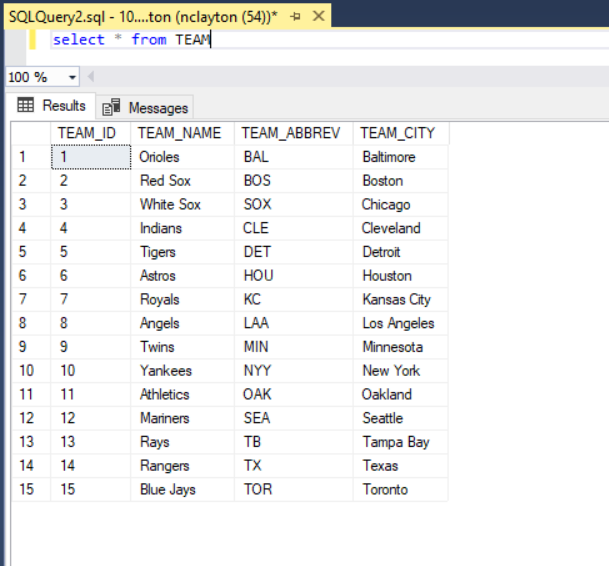 SQLQuery2.sql - 10....ton (nclayton (54))*
select * from TEAM
100 %
Results Messages
TEAM_ID TEAM_NAME TEAM_ABBREV TEAM_CITY
1 1 Orioles BAL Baltimore
2 2 Red Sox BOS Boston
3 3 White Sox SOX Chicago
4 4 Indians CLE Cleveland
5 5 Tigers DET Detroit
6 6 Astros HOU Houston
7 7 Royals KC Kansas City
8 8 Angels LAA Los Angeles
9 9 Twins MIN Minnesota
10 10 Yankees NYY New York
11 11 Athletics OAK Oakland
12 12 Mariners SEA Seattle
13 13 Rays TB Tampa Bay
14 14 Rangers TX Texas
15 15 Blue Jays TOR Toronto